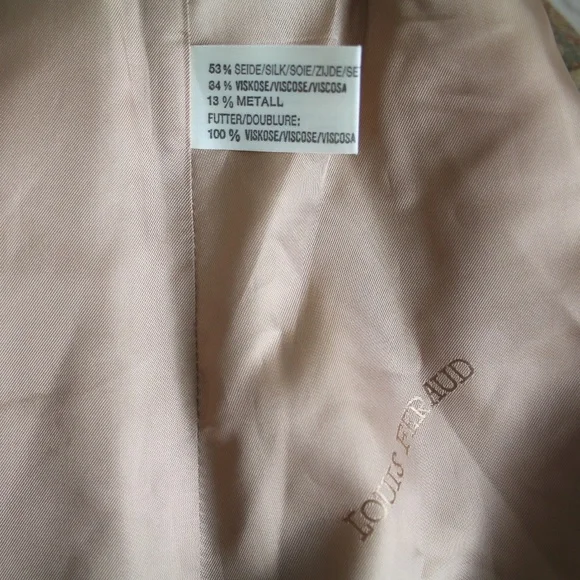 53% SEIDE/SILK/SOIE/ZIJDE/SE
34% VISKOSE/VISCOSE/VISCOSA
13% METALL
FUTTER/DOUBLURE:
100% VISKOSE/VISCOSE/VISCOSA
LOUIS FERAUD